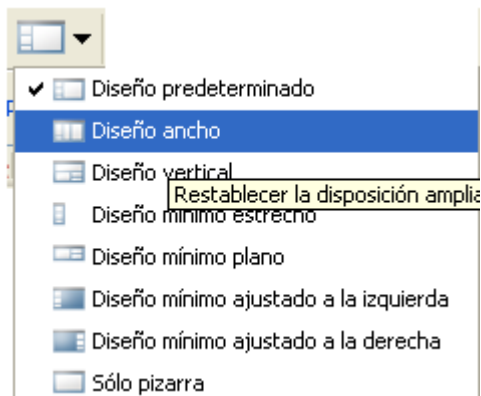 Diseño predeterminado
Diseño ancho
Diseño vertical
Restablecer la disposición amplia
Diseño mínimo estrecho
Diseño mínimo plano
Diseño mínimo ajustado a la izquierda
Diseño mínimo ajustado a la derecha
Sólo pizarra